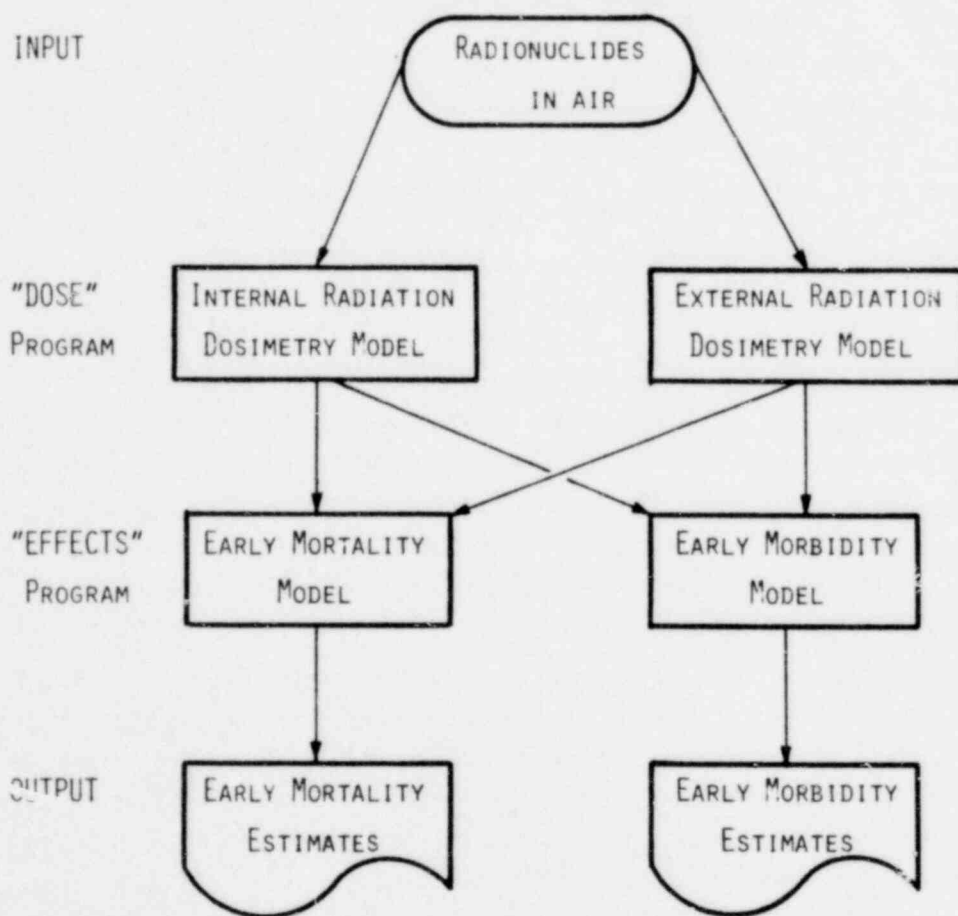 INPUT
RADIONUCLIDES
IN AIR
"DOSE"
PROGRAM
INTERNAL RADIATION
DOSIMETRY MODEL
EXTERNAL RADIATION
DOSIMETRY MODEL
"EFFECTS"
PROGRAM
EARLY MORTALITY
MODEL
EARLY MORBIDITY
MODEL
OUTPUT
EARLY MORTALITY
ESTIMATES
EARLY MORBIDITY
ESTIMATES